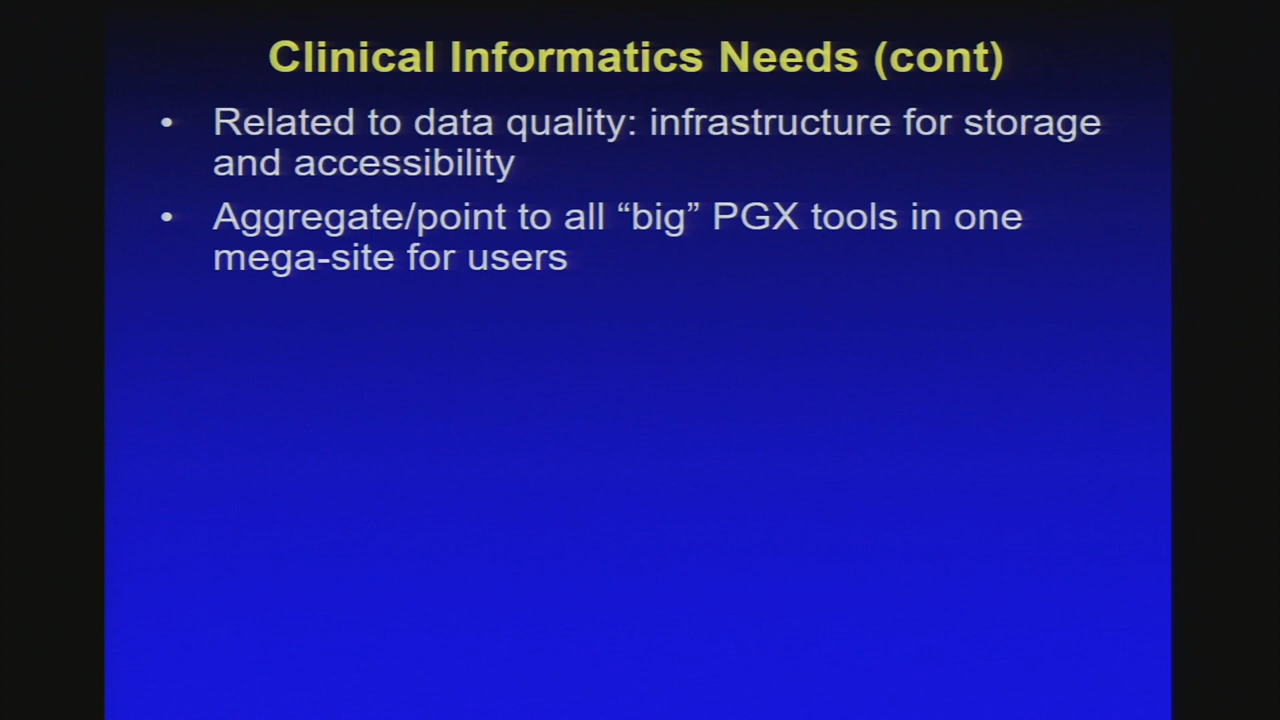 Clinical Informatics Needs (cont)
• Related to data quality: infrastructure for storage
and accessibility
• Aggregate/point to all “big” PGX tools in one
mega-site for users